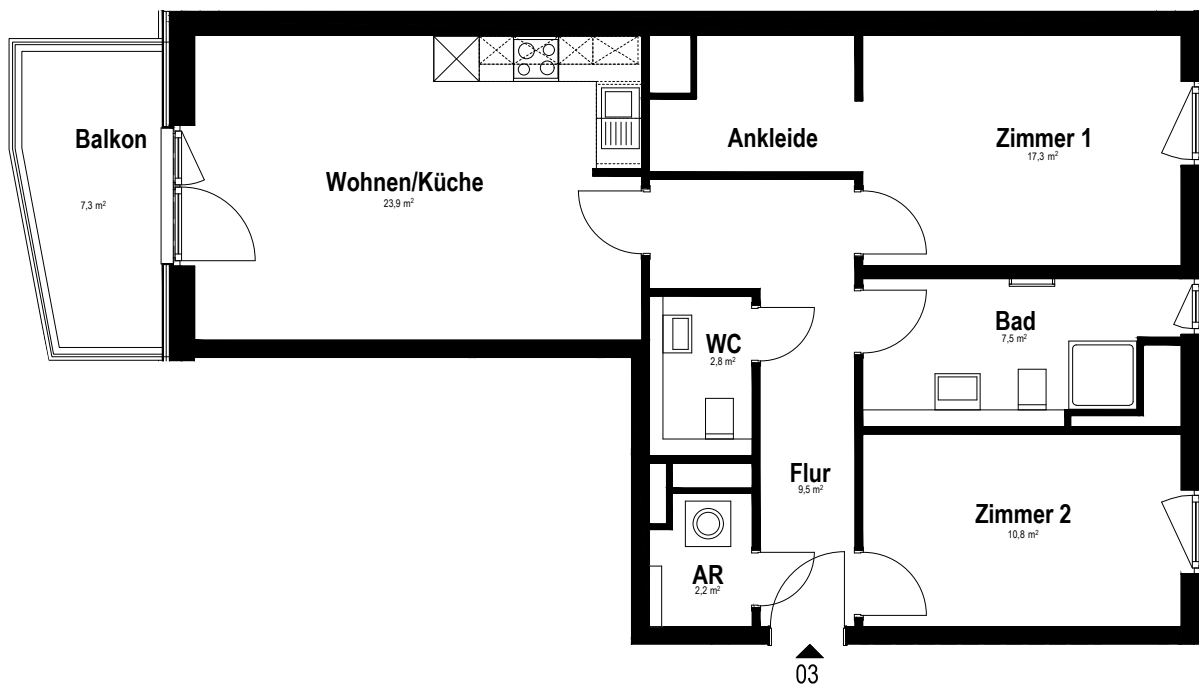 Balkon
7,3 m²
Wohnen/Küche
23,9 m²
Ankleide
Zimmer 1
17,3 m²
WC
2,8 m²
Bad
7,5 m²
Flur
9,5 m²
Zimmer 2
10,8 m²
AR
2,2 m²
03